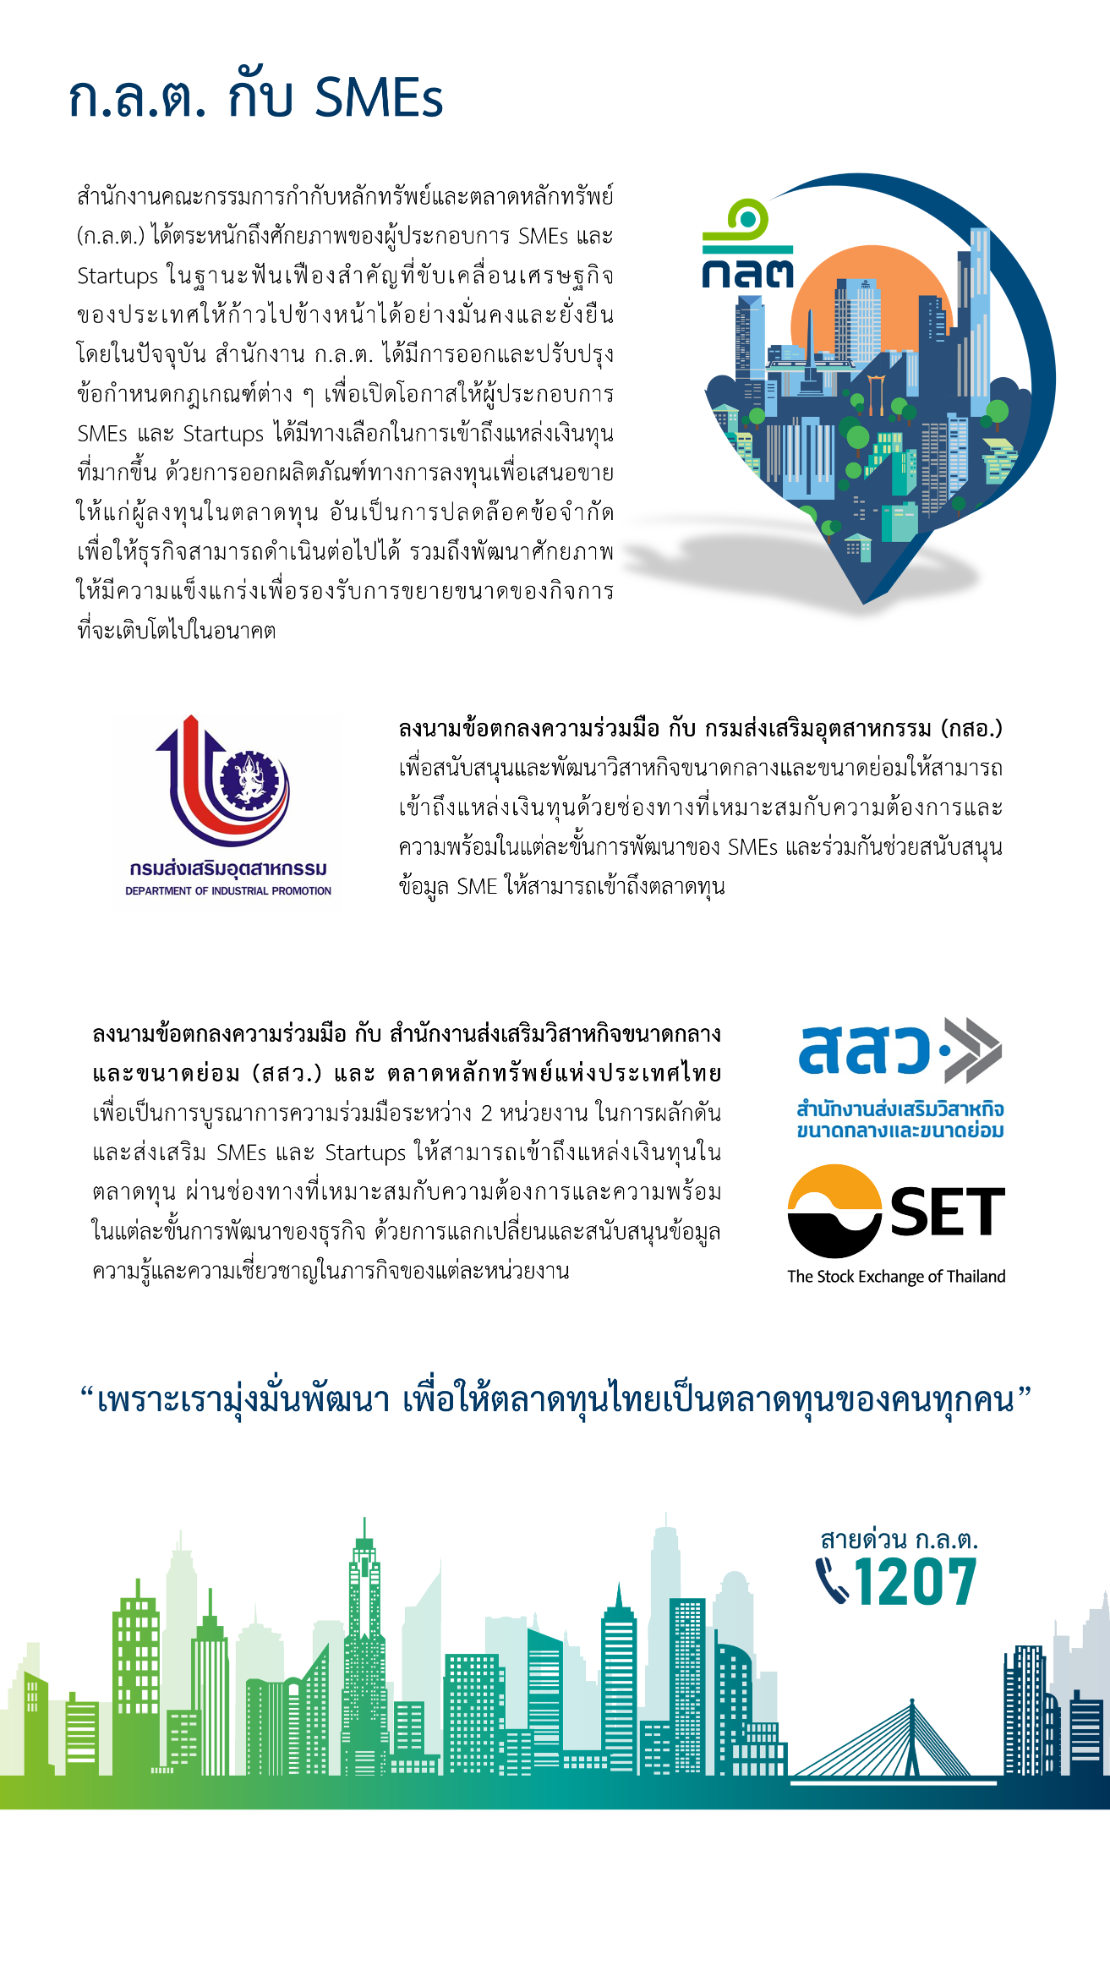 ก.ล.ต. กับ SMEs
สำนักงานคณะกรรมการกำกับหลักทรัพย์และตลาดหลักทรัพย์
(ก.ล.ต.) ได้ตระหนักถึงศักยภาพของผู้ประกอบการ SMEs และ
Startups ในฐานะฟันเฟืองสำคัญที่ขับเคลื่อนเศรษฐกิจ
ของประเทศให้ก้าวไปข้างหน้าได้อย่างมั่นคงและยั่งยืน
โดยในปัจจุบัน สำนักงาน ก.ล.ต. ได้มีการออกและปรับปรุง
ข้อกำหนดกฎเกณฑ์ต่าง ๆ เพื่อเปิดโอกาสให้ผู้ประกอบการ
SMEs และ Startups ได้มีทางเลือกในการเข้าถึงแหล่งเงินทุน
ที่มากขึ้น ด้วยการออกผลิตภัณฑ์ทางการลงทุนเพื่อเสนอขาย
ให้แก่ผู้ลงทุนในตลาดทุน อันเป็นการปลดล๊อคข้อจำกัด
เพื่อให้ธุรกิจสามารถดำเนินต่อไปได้ รวมถึงพัฒนาศักยภาพ
ให้มีความแข็งแกร่งเพื่อรองรับการขยายขนาดของกิจการ
ที่จะเติบโตไปในอนาคต
กลต
กรมส่งเสริมอุตสาหกรรม
DEPARTMENT OF INDUSTRIAL PROMOTION
ลงนามข้อตกลงความร่วมมือ กับ กรมส่งเสริมอุตสาหกรรม (กสอ.)
เพื่อสนับสนุนและพัฒนาวิสาหกิจขนาดกลางและขนาดย่อมให้สามารถ
เข้าถึงแหล่งเงินทุนด้วยช่องทางที่เหมาะสมกับความต้องการและ
ความพร้อมในแต่ละขั้นการพัฒนาของ SMEs และร่วมกันช่วยสนับสนุน
ข้อมูล SME ให้สามารถเข้าถึงตลาดทุน
ลงนามข้อตกลงความร่วมมือ กับ สำนักงานส่งเสริมวิสาหกิจขนาดกลาง
และขนาดย่อม (สสว.) และ ตลาดหลักทรัพย์แห่งประเทศไทย
เพื่อเป็นการบูรณาการความร่วมมือระหว่าง 2 หน่วยงาน ในการผลักดัน
และส่งเสริม SMEs และ Startups ให้สามารถเข้าถึงแหล่งเงินทุนใน
ตลาดทุน ผ่านช่องทางที่เหมาะสมกับความต้องการและความพร้อม
ในแต่ละขั้นการพัฒนาของธุรกิจ ด้วยการแลกเปลี่ยนและสนับสนุนข้อมูล
ความรู้และความเชี่ยวชาญในภารกิจของแต่ละหน่วยงาน
สสว
สำนักงานส่งเสริมวิสาหกิจ
ขนาดกลางและขนาดย่อม
SET
The Stock Exchange of Thailand
“เพราะเรามุ่งมั่นพัฒนา เพื่อให้ตลาดทุนไทยเป็นตลาดทุนของคนทุกคน”
สายด่วน ก.ล.ต.
1207